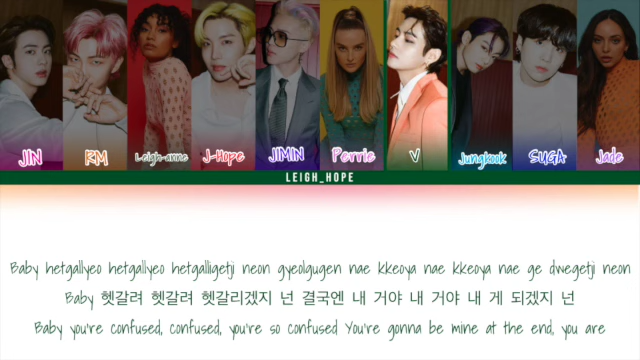 JIN RM Leigh-anne J-Hope JIMIN Perrie V Jungkook SUGA Jade
LEIGH_HOPE
Baby hetgallyeo hetgallyeo hetgalligetji neon gyeolgugen nae kkeoya nae kkeoya nae ge dwegetji neon
Baby 헷갈려 헷갈려 헷갈리겠지 넌 결국엔 내 거야 내 거야 내 게 되겠지 넌
Baby you're confused, confused, you're so confused You're gonna be mine at the end, you are